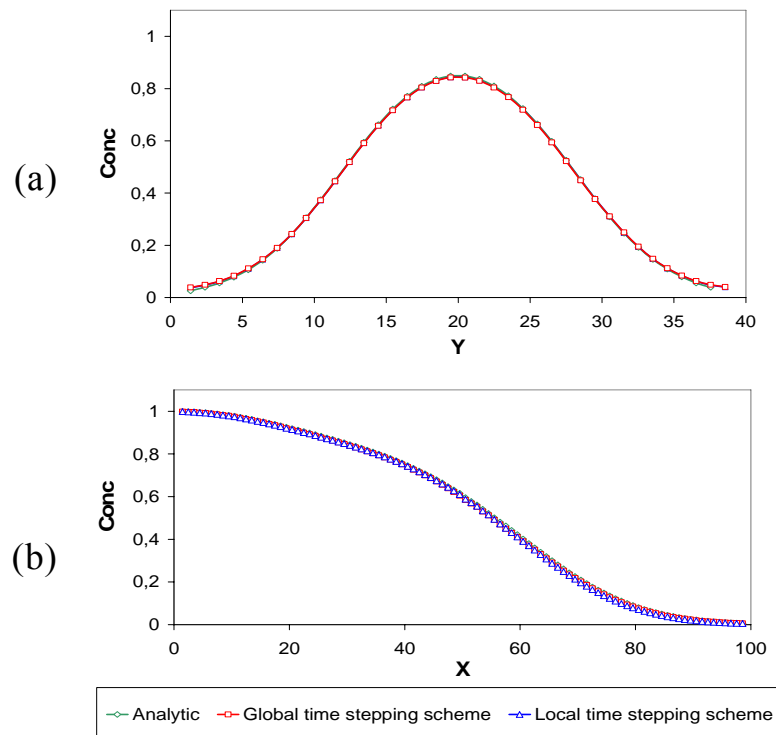 (a)
Conc
1
0,8
0,6
0,4
0,2
0
0 5 10 15 20 25 30 35 40
Y
(b)
Conc
1
0,8
0,6
0,4
0,2
0
0 20 40 60 80 100
X
Analytic Global time stepping scheme Local time stepping scheme